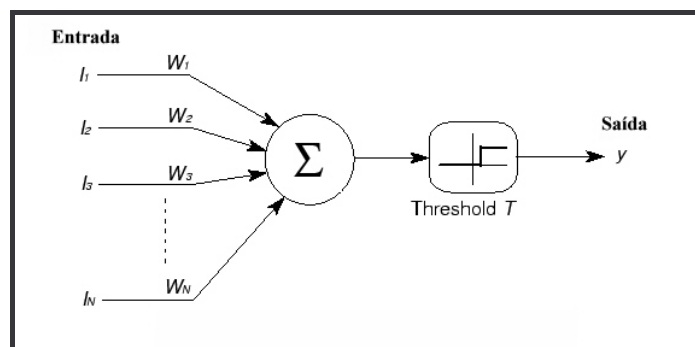 Entrada
I1 W1
I2 W2
I3 W3
IN WN
Σ
Threshold T
Saída
y